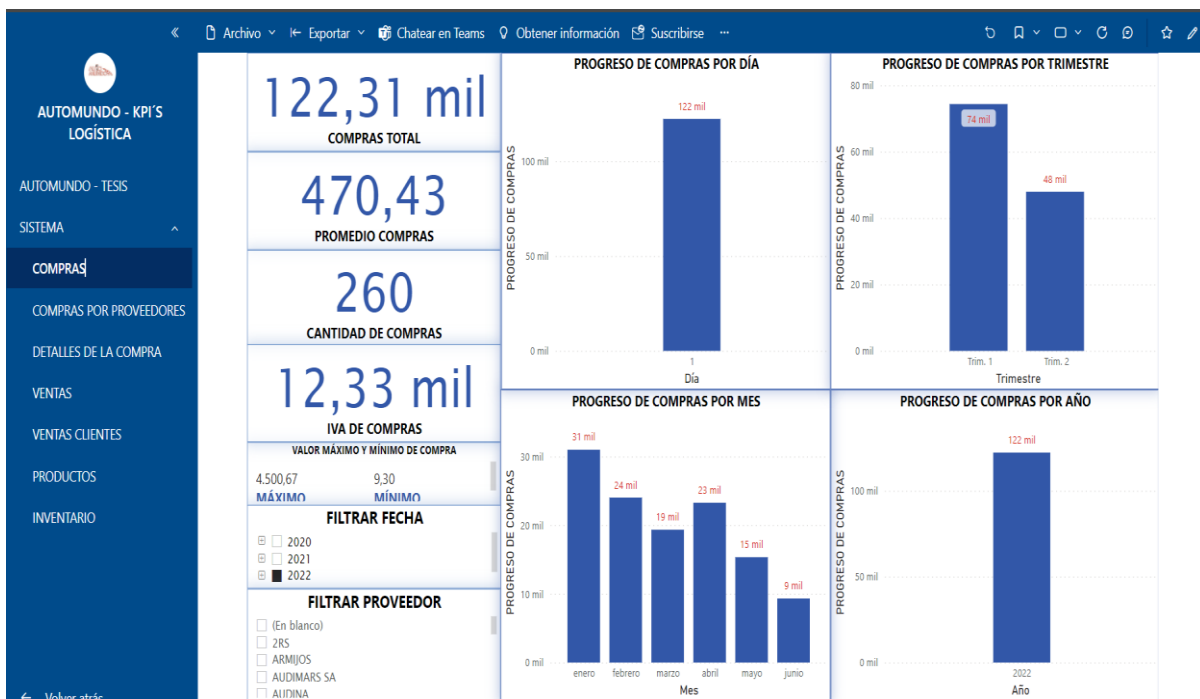 Archivo
Exportar
Chatear en Teams
Obtener información
Suscribirse
AUTOMUNDO - KPI´S
LOGÍSTICA
AUTOMUNDO - TESIS
SISTEMA
COMPRAS
COMPRAS POR PROVEEDORES
DETALLES DE LA COMPRA
VENTAS
VENTAS CLIENTES
PRODUCTOS
INVENTARIO
Volver atrás
122,31 mil
COMPRAS TOTAL
470,43
PROMEDIO COMPRAS
260
CANTIDAD DE COMPRAS
12,33 mil
IVA DE COMPRAS
VALOR MÁXIMO Y MÍNIMO DE COMPRA
4.500,67 9,30
MÁXIMO MÍNIMO
FILTRAR FECHA
2020
2021
2022
FILTRAR PROVEEDOR
(En blanco)
2RS
ARMIJOS
AUDIMARS SA
AUDINA
PROGRESO DE COMPRAS POR DÍA
PROGRESO DE COMPRAS
122 mil
100 mil
50 mil
0 mil
1
Día
PROGRESO DE COMPRAS POR TRIMESTRE
PROGRESO DE COMPRAS
80 mil
74 mil
60 mil
48 mil
40 mil
20 mil
0 mil
Trim. 1 Trim. 2
Trimestre
PROGRESO DE COMPRAS POR MES
PROGRESO DE COMPRAS
31 mil
30 mil
24 mil
23 mil
19 mil
20 mil
15 mil
9 mil
10 mil
0 mil
enero febrero marzo abril mayo junio
Mes
PROGRESO DE COMPRAS POR AÑO
PROGRESO DE COMPRAS
122 mil
100 mil
50 mil
0 mil
2022
Año